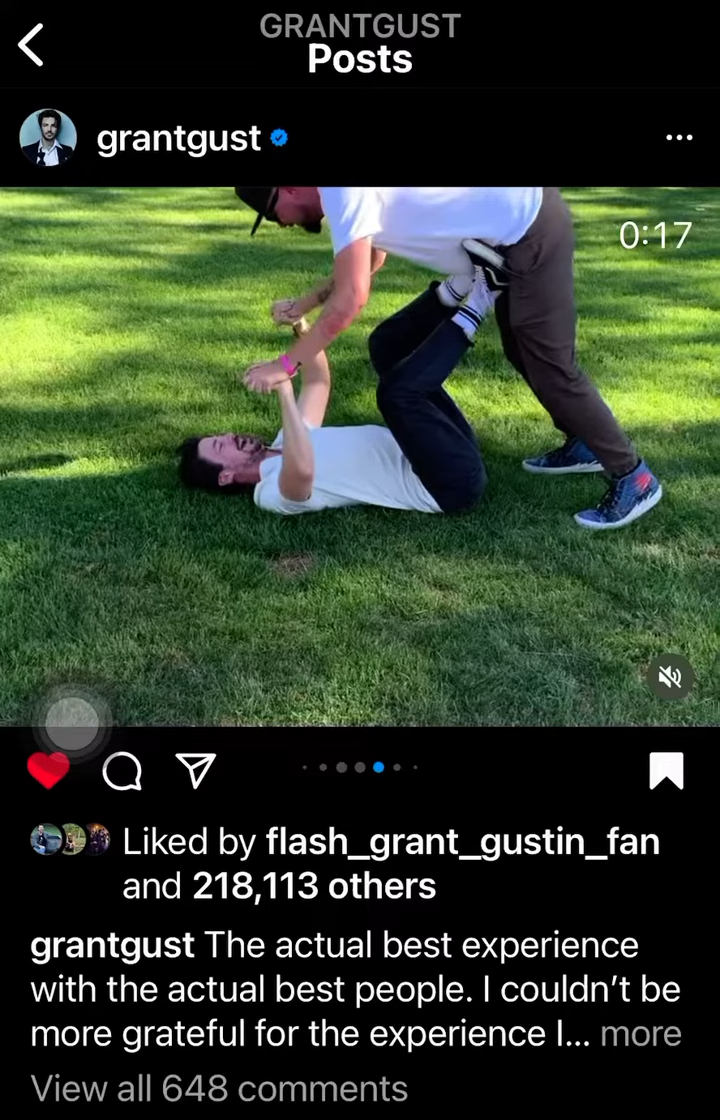 GRANTGUST
Posts
grantgust
0:17
Liked by flash_grant_gustin_fan
and 218,113 others
grantgust The actual best experience
with the actual best people. I couldn’t be
more grateful for the experience I... more
View all 648 comments